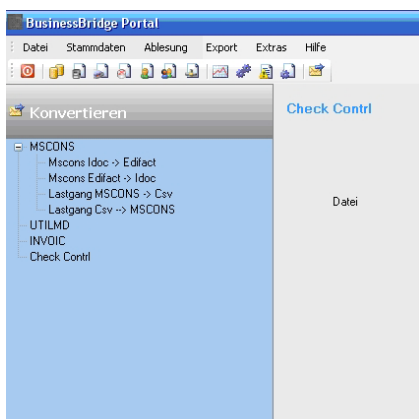 BusinessBridge Portal
Datei Stammdaten Ablesung Export Extras Hilfe
Konvertieren
Check Contrl
MSCONS
Mscons Idoc -> Edifact
Mscons Edifact -> Idoc
Lastgang MSCONS -> Csv
Lastgang Csv --> MSCONS
UTILMD
INVOIC
Check Contrl
Datei